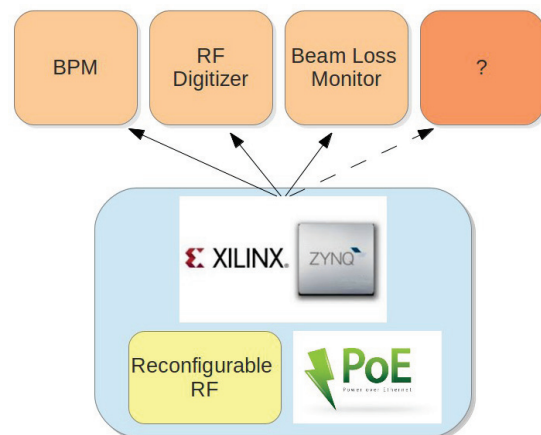 BPM
RF
Digitizer
Beam Loss
Monitor
?
XILINX®
ZYNQ
Reconfigurable
RF
PoE
Power over Ethernet